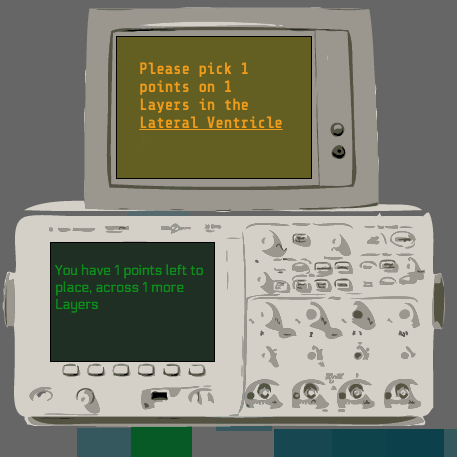 Please pick 1
points on 1
Layers in the
Lateral Ventricle
You have 1 points left to
place, across 1 more
Layers